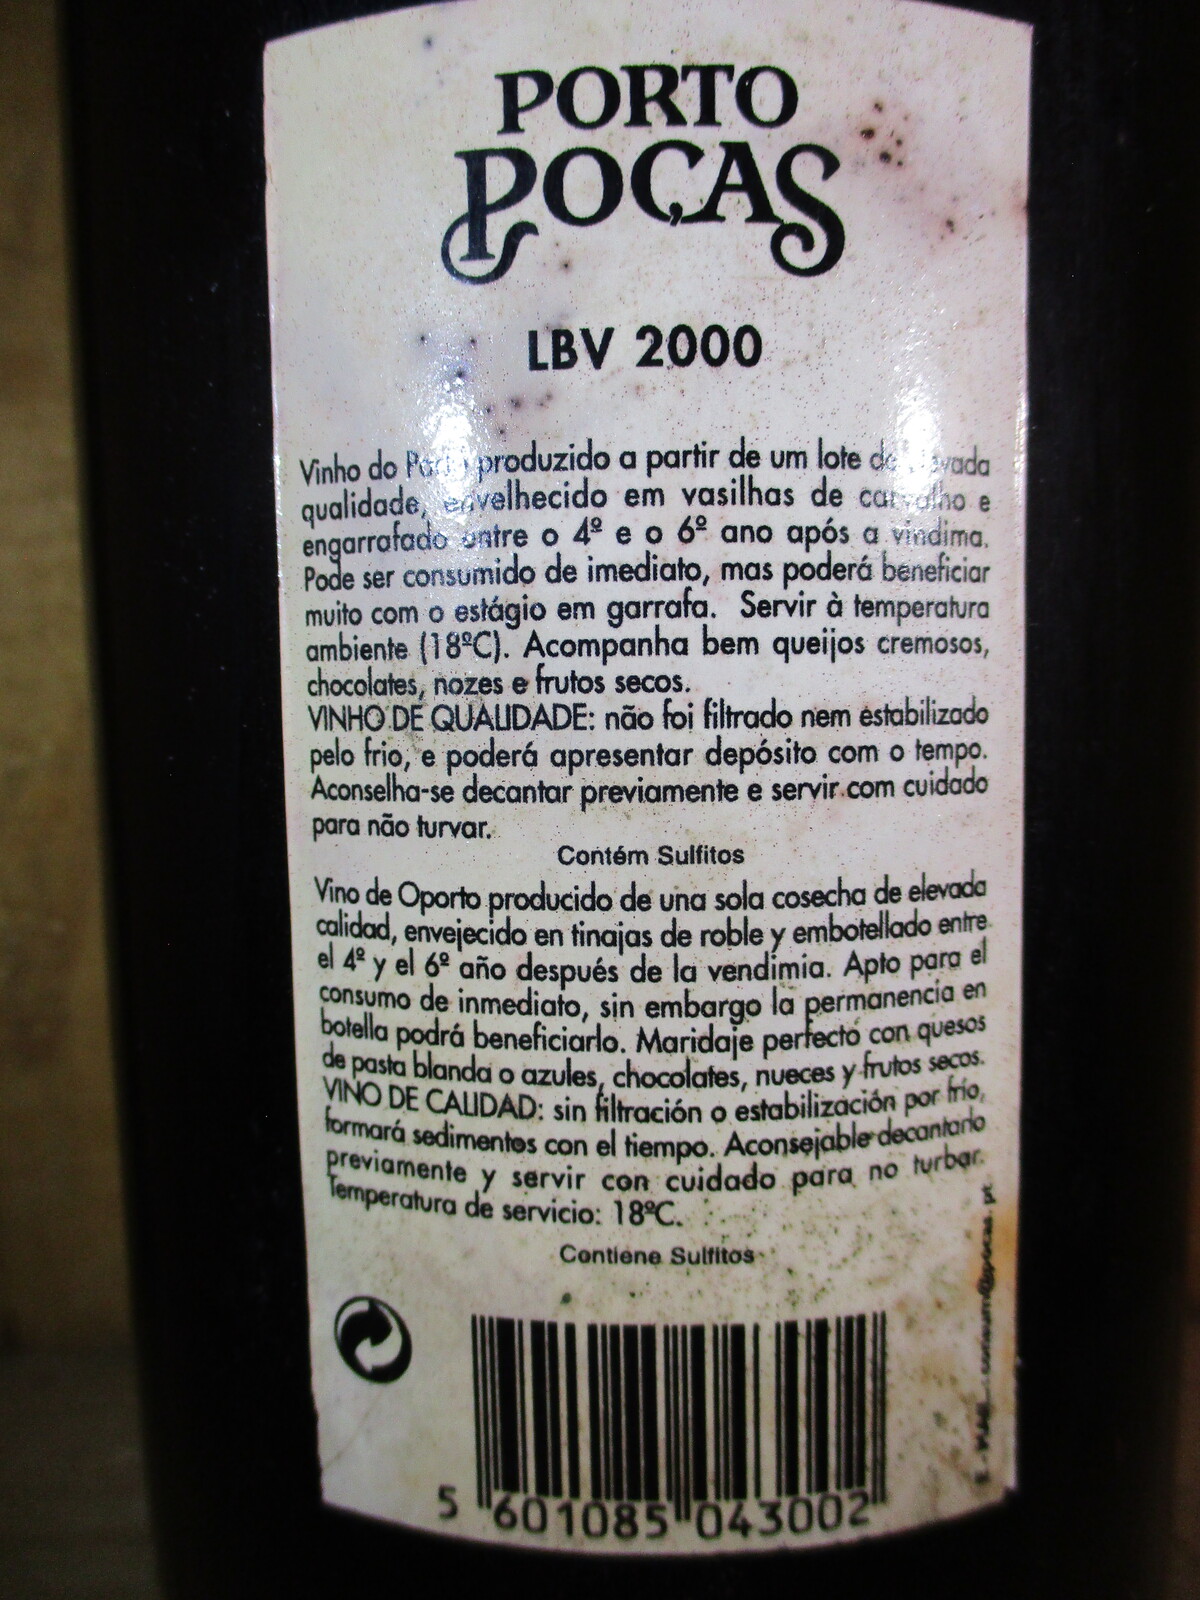 PORTO
POÇAS
LBV 2000
Vinho do Porto produzido a partir de um lote de elevada
qualidade, envelhecido em vasilhas de carvalho e
engarrafado entre o 4º e o 6º ano após a vindima.
Pode ser consumido de imediato, mas poderá beneficiar
muito com o estágio em garrafa. Servir à temperatura
ambiente (18ºC). Acompanha bem queijos cremosos,
chocolates, nozes e frutos secos.
VINHO DE QUALIDADE: não foi filtrado nem estabilizado
pelo frio, e poderá apresentar depósito com o tempo.
Aconselha-se decantar previamente e servir com cuidado
para não turvar.
Contém Sulfitos
Vino de Oporto producido de una sola cosecha de elevada
calidad, envejecido en tinajas de roble y embotellado entre
el 4º y el 6º año después de la vendimia. Apto para el
consumo de inmediato, sin embargo la permanencia en
botella podrá beneficiarlo. Maridaje perfecto con quesos
de pasta blanda o azules, chocolates, nueces y frutos secos.
VINO DE CALIDAD: sin filtración o estabilización por frío,
formará sedimentos con el tiempo. Aconsejable decantarlo
previamente y servir con cuidado para no turbar.
Temperatura de servicio: 18ºC.
Contiene Sulfitos
5 601085 043002